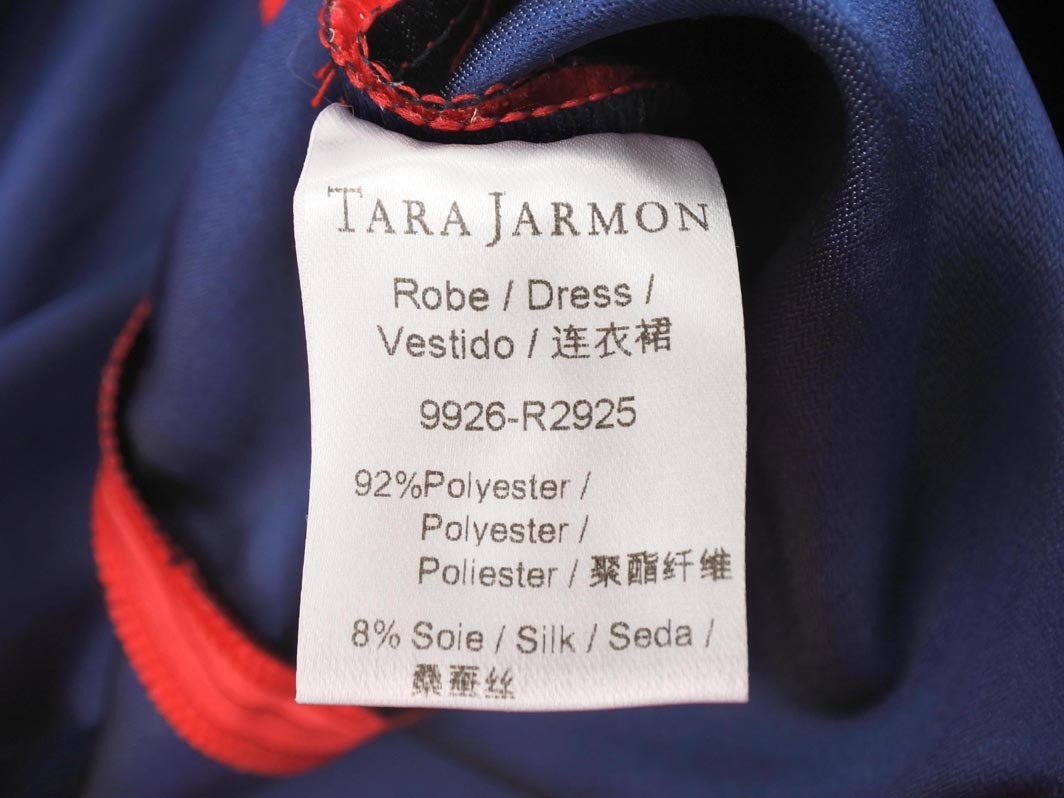 TARA JARMON
Robe / Dress /
Vestido / 连衣裙
9926-R2925
92%Polyester /
Polyester /
Poliester / 聚酯纤维
8% Soie / Silk / Seda /
桑蚕丝